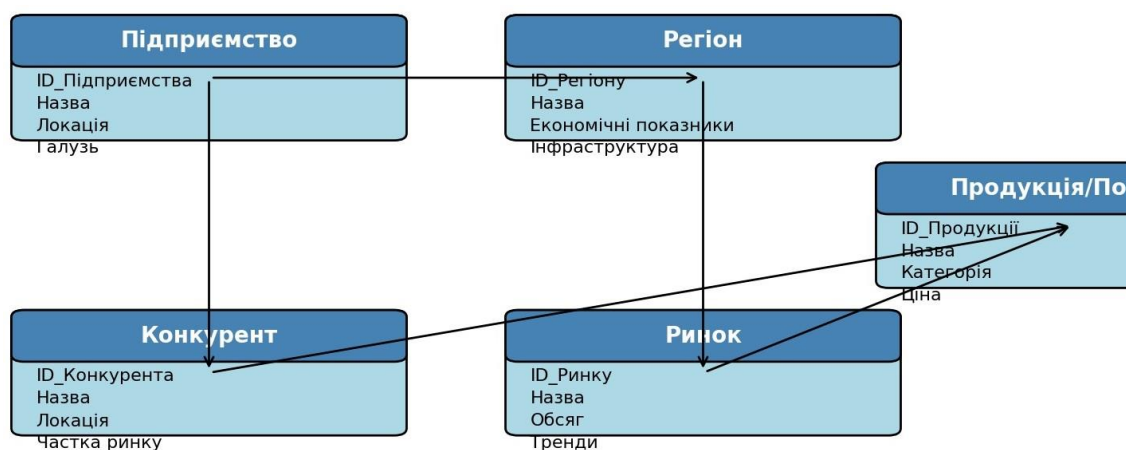 Підприємство
ID_Підприємства
Назва
Локація
Галузь
Регіон
ID_Регіону
Назва
Економічні показники
Інфраструктура
Продукція/По
ID_Продукції
Назва
Категорія
Ціна
Конкурент
ID_Конкурента
Назва
Локація
Частка ринку
Ринок
ID_Ринку
Назва
Обсяг
Тренди